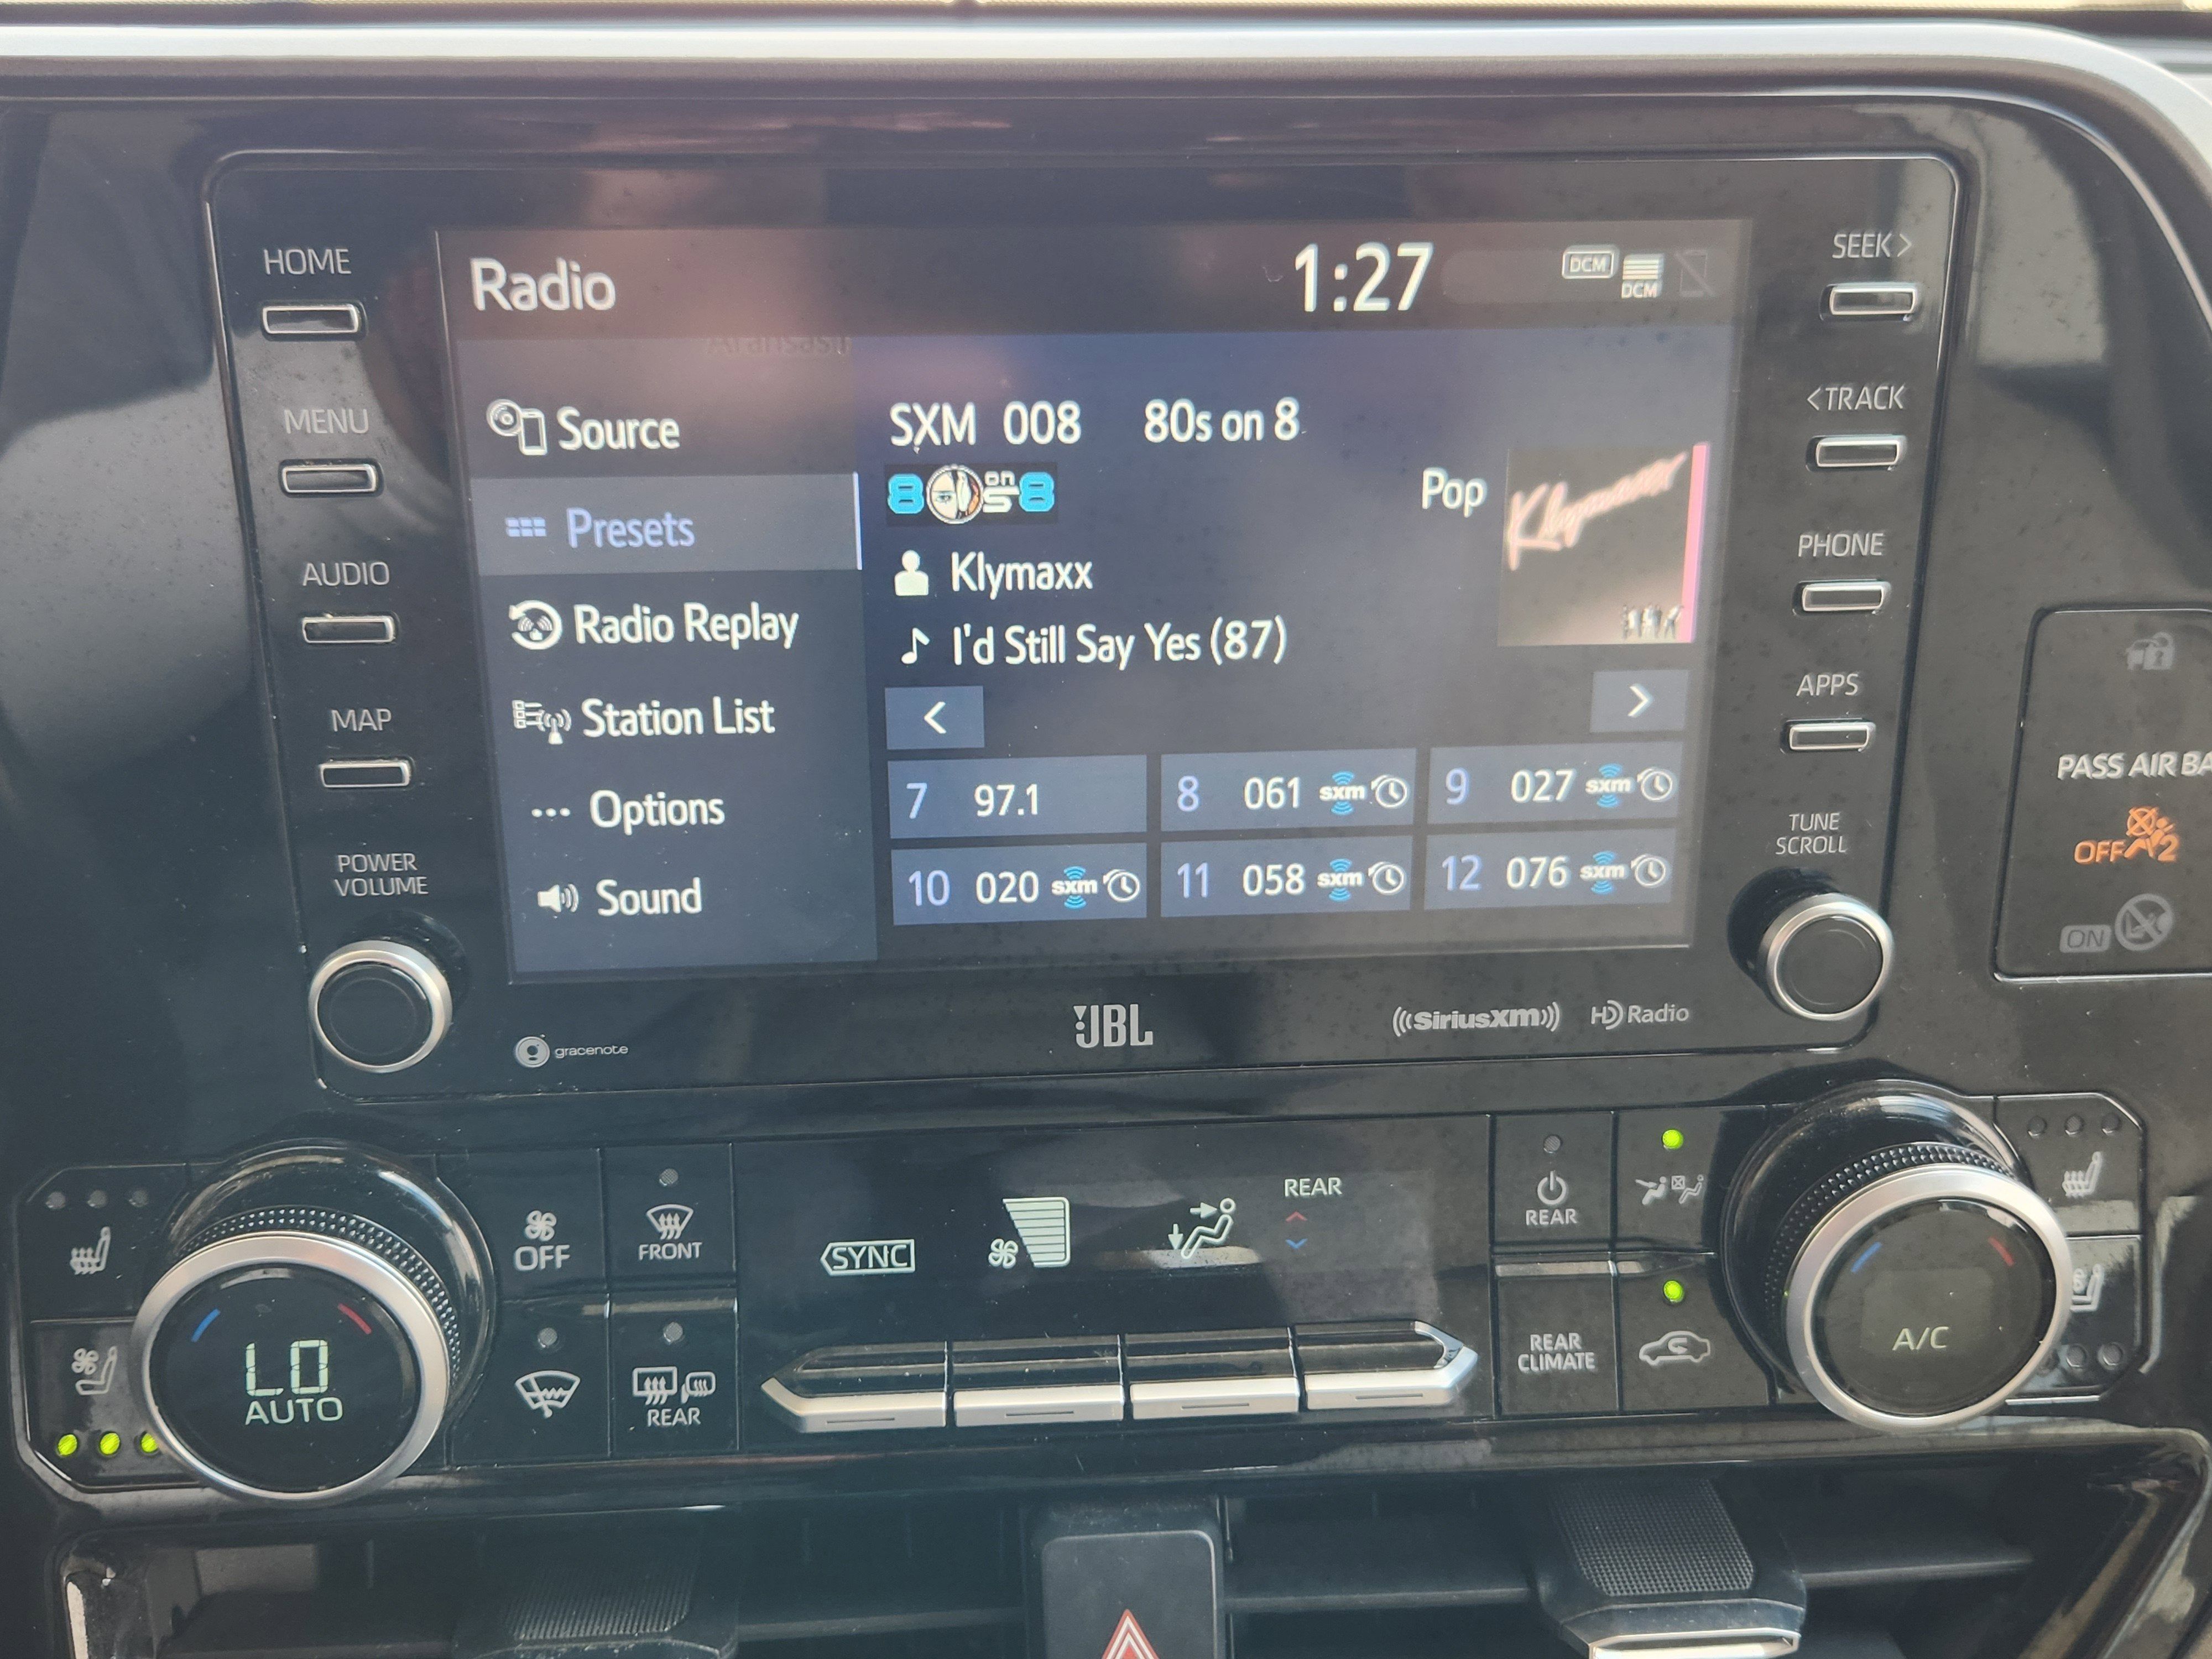 Radio
1:27
DCM
DCM
HOME
MENU
AUDIO
MAP
POWER
VOLUME
Source
Presets
Radio Replay
Station List
Options
Sound
SXM 008 80s on 8
80s on 8
Pop
Klymaxx
Klymaxx
I'd Still Say Yes (87)
<
>
7 97.1
8 061 sxm
9 027 sxm
10 020 sxm
11 058 sxm
12 076 sxm
SEEK >
< TRACK
PHONE
APPS
TUNE
SCROLL
PASS AIR BA
OFF 2
ON
gracenote
JBL
((SiriusXM))
HD Radio
LO
AUTO
OFF
FRONT
REAR
SYNC
REAR
REAR
REAR
CLIMATE
A/C